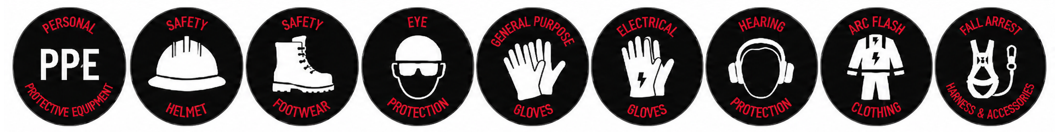 PERSONAL
PPE
PROTECTIVE EQUIPMENT
SAFETY
HELMET
SAFETY
FOOTWEAR
EYE
PROTECTION
GENERAL PURPOSE
GLOVES
ELECTRICAL
GLOVES
HEARING
PROTECTION
ARC FLASH
CLOTHING
FALL ARREST
HARNESS & ACCESSORIES